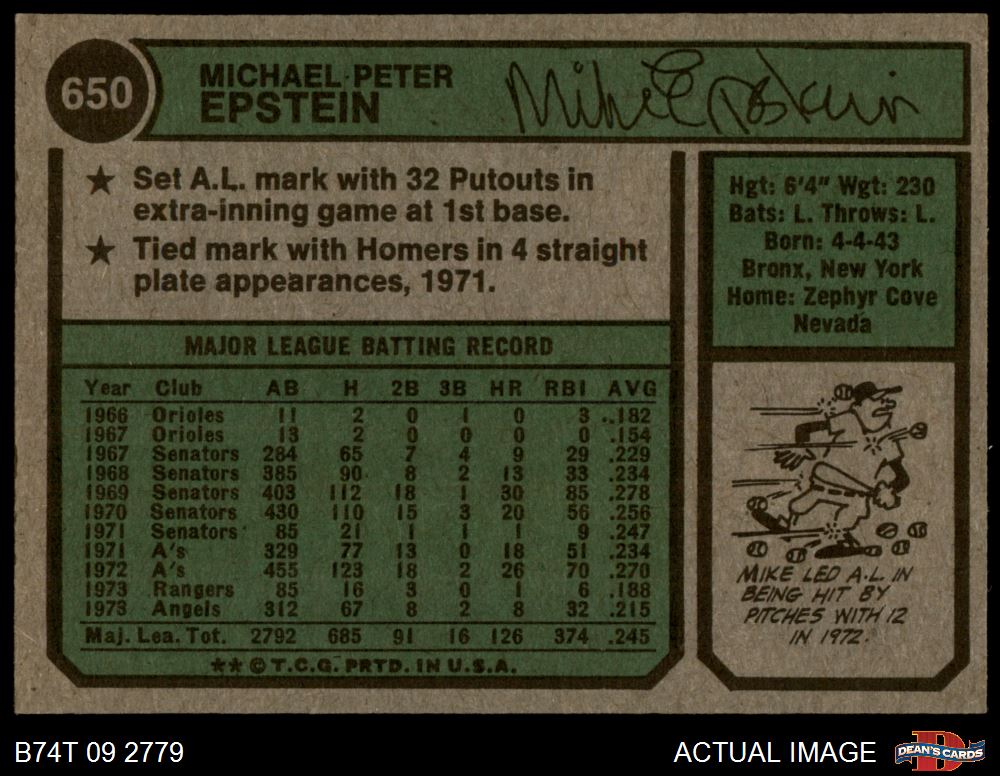 650
MICHAEL PETER
EPSTEIN
Mike Epstein
★ Set A.L. mark with 32 Putouts in
extra-inning game at 1st base.
★ Tied mark with Homers in 4 straight
plate appearances, 1971.
Hgt: 6'4" Wgt: 230
Bats: L. Throws: L.
Born: 4-4-43
Bronx, New York
Home: Zephyr Cove
Nevada
MAJOR LEAGUE BATTING RECORD
Year Club AB H 2B 3B HR RBI AVG
1966 Orioles 11 2 0 1 0 3 .182
1967 Orioles 13 2 0 0 0 0 .154
1967 Senators 284 65 7 4 9 29 .229
1968 Senators 385 90 8 2 13 33 .234
1969 Senators 403 112 18 1 30 85 .278
1970 Senators 430 110 15 3 20 56 .256
1971 Senators 85 21 1 1 1 9 .247
1971 A's 329 77 13 0 18 51 .234
1972 A's 455 123 18 2 26 70 .270
1973 Rangers 85 16 3 0 1 6 .188
1973 Angels 312 67 8 2 8 32 .215
Maj. Lea. Tot. 2792 685 91 16 126 374 .245
★★ © T.C.G. PRTD. IN U.S.A.
MIKE LED A.L. IN
BEING HIT BY
PITCHES WITH 12
IN 1972.
B74T 09 2779
ACTUAL IMAGE
DEAN'S CARDS